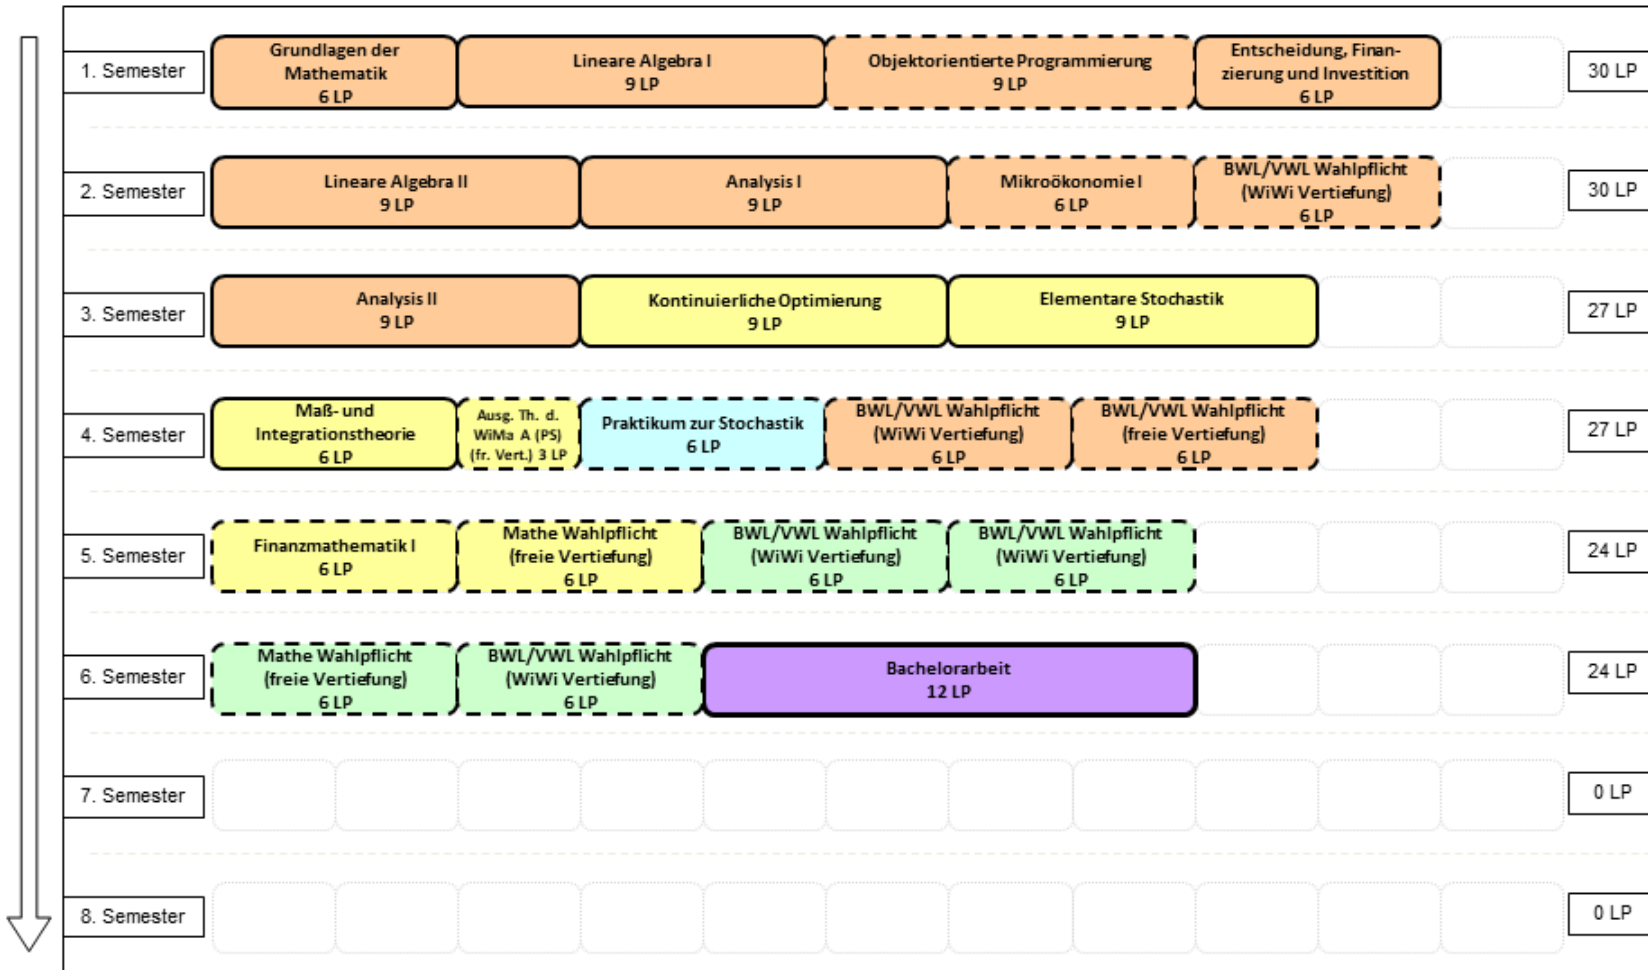 1. Semester
Grundlagen der
Mathematik
6 LP
Lineare Algebra I
9 LP
Objektorientierte Programmierung
9 LP
Entscheidung, Finan-
zierung und Investition
6 LP
30 LP
2. Semester
Lineare Algebra II
9 LP
Analysis I
9 LP
Mikroökonomie I
6 LP
BWL/VWL Wahlpflicht
(WiWi Vertiefung)
6 LP
30 LP
3. Semester
Analysis II
9 LP
Kontinuierliche Optimierung
9 LP
Elementare Stochastik
9 LP
27 LP
4. Semester
Maß- und
Integrationstheorie
6 LP
Ausg. Th. d.
WiMa A (PS)
(fr. Vert.) 3 LP
Praktikum zur Stochastik
6 LP
BWL/VWL Wahlpflicht
(WiWi Vertiefung)
6 LP
BWL/VWL Wahlpflicht
(freie Vertiefung)
6 LP
27 LP
5. Semester
Finanzmathematik I
6 LP
Mathe Wahlpflicht
(freie Vertiefung)
6 LP
BWL/VWL Wahlpflicht
(WiWi Vertiefung)
6 LP
BWL/VWL Wahlpflicht
(WiWi Vertiefung)
6 LP
24 LP
6. Semester
Mathe Wahlpflicht
(freie Vertiefung)
6 LP
BWL/VWL Wahlpflicht
(WiWi Vertiefung)
6 LP
Bachelorarbeit
12 LP
24 LP
7. Semester
0 LP
8. Semester
0 LP